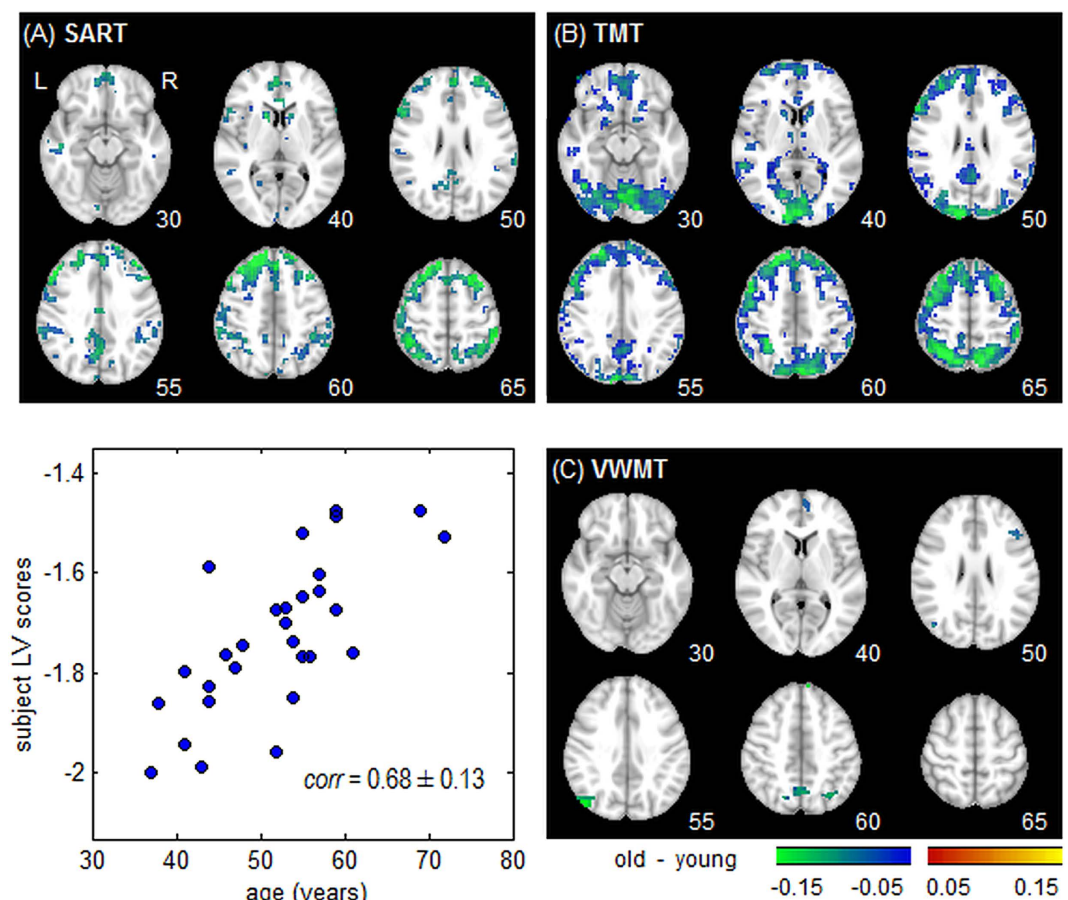 (A) SART
L R
30 40 50
55 60 65
(B) TMT
30 40 50
55 60 65
-1.4
-1.6
-1.8
-2
subject LV scores
corr = 0.68 ± 0.13
30 40 50 60 70 80
age (years)
(C) VWMT
30 40 50
55 60 65
old - young
-0.15 -0.05 0.05 0.15